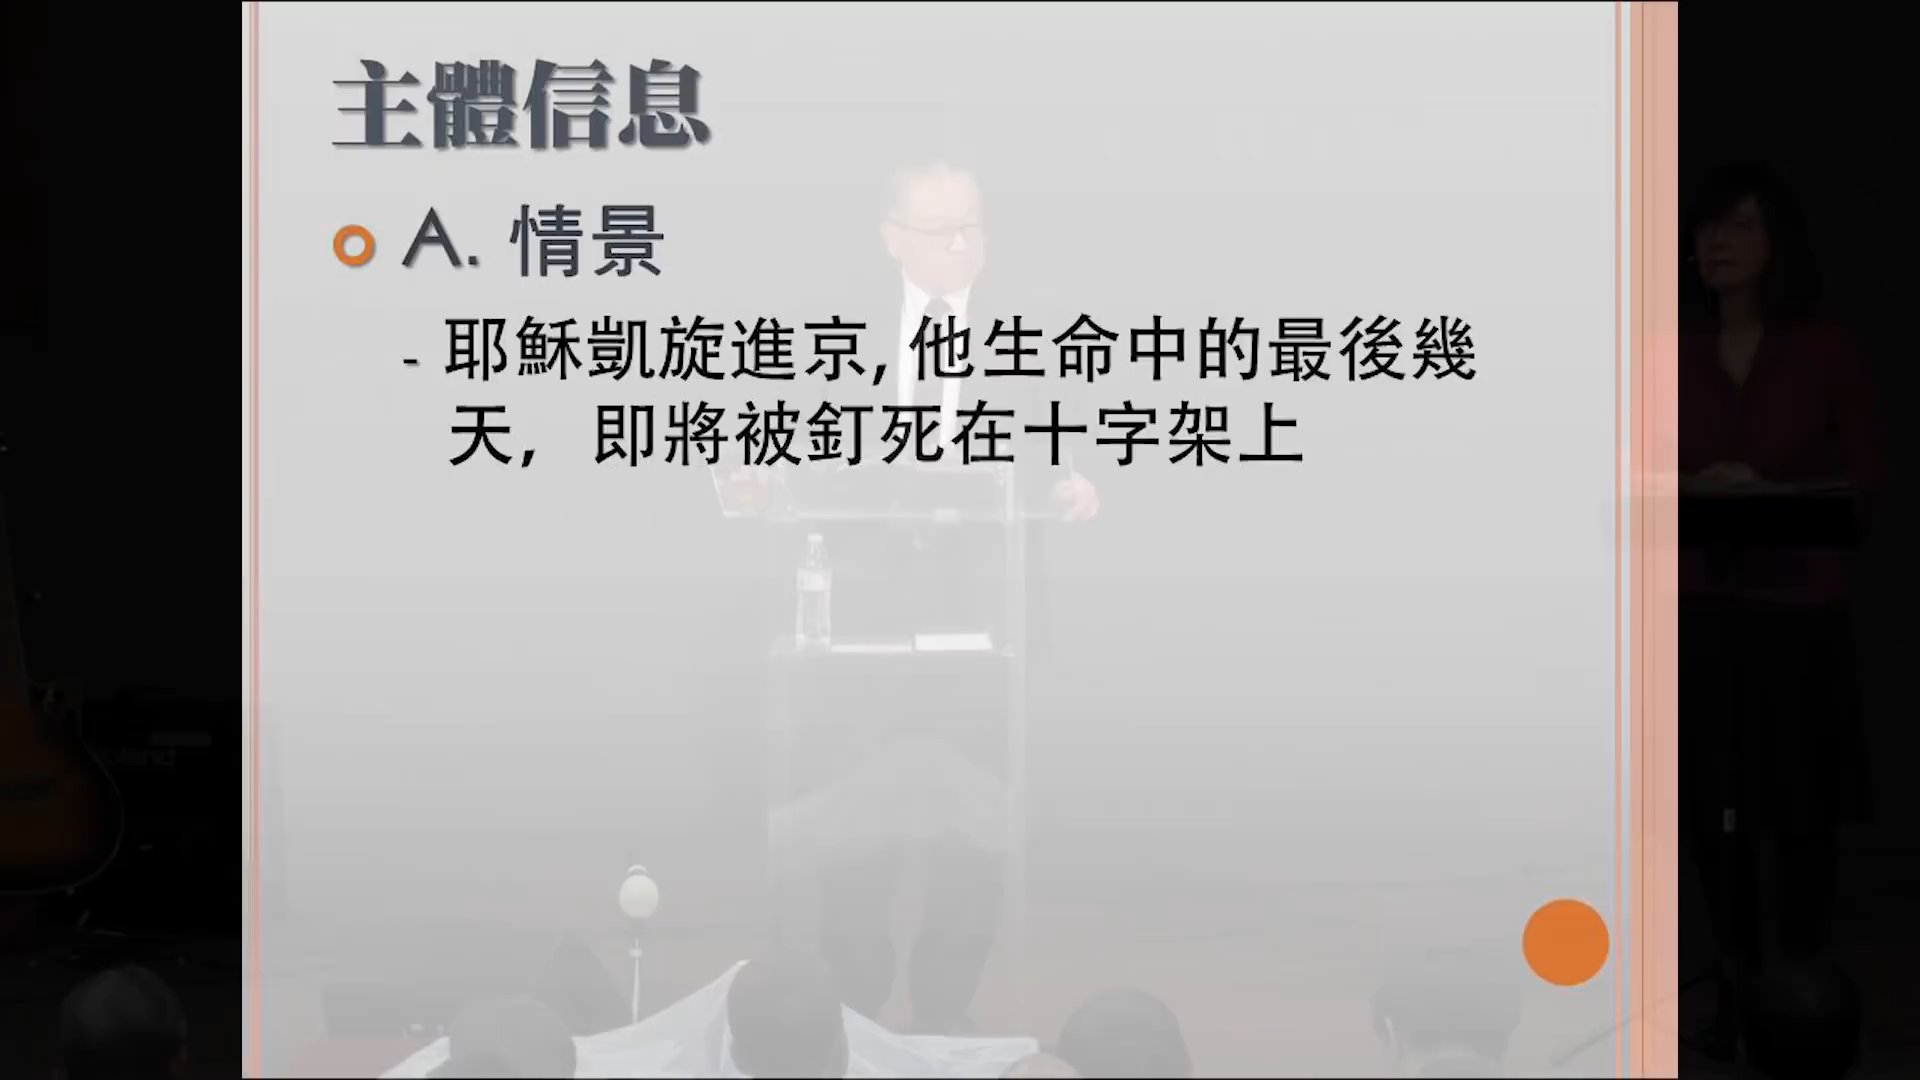 主體信息
A. 情景
- 耶穌凱旋進京, 他生命中的最後幾
天， 即將被釘死在十字架上
Roland